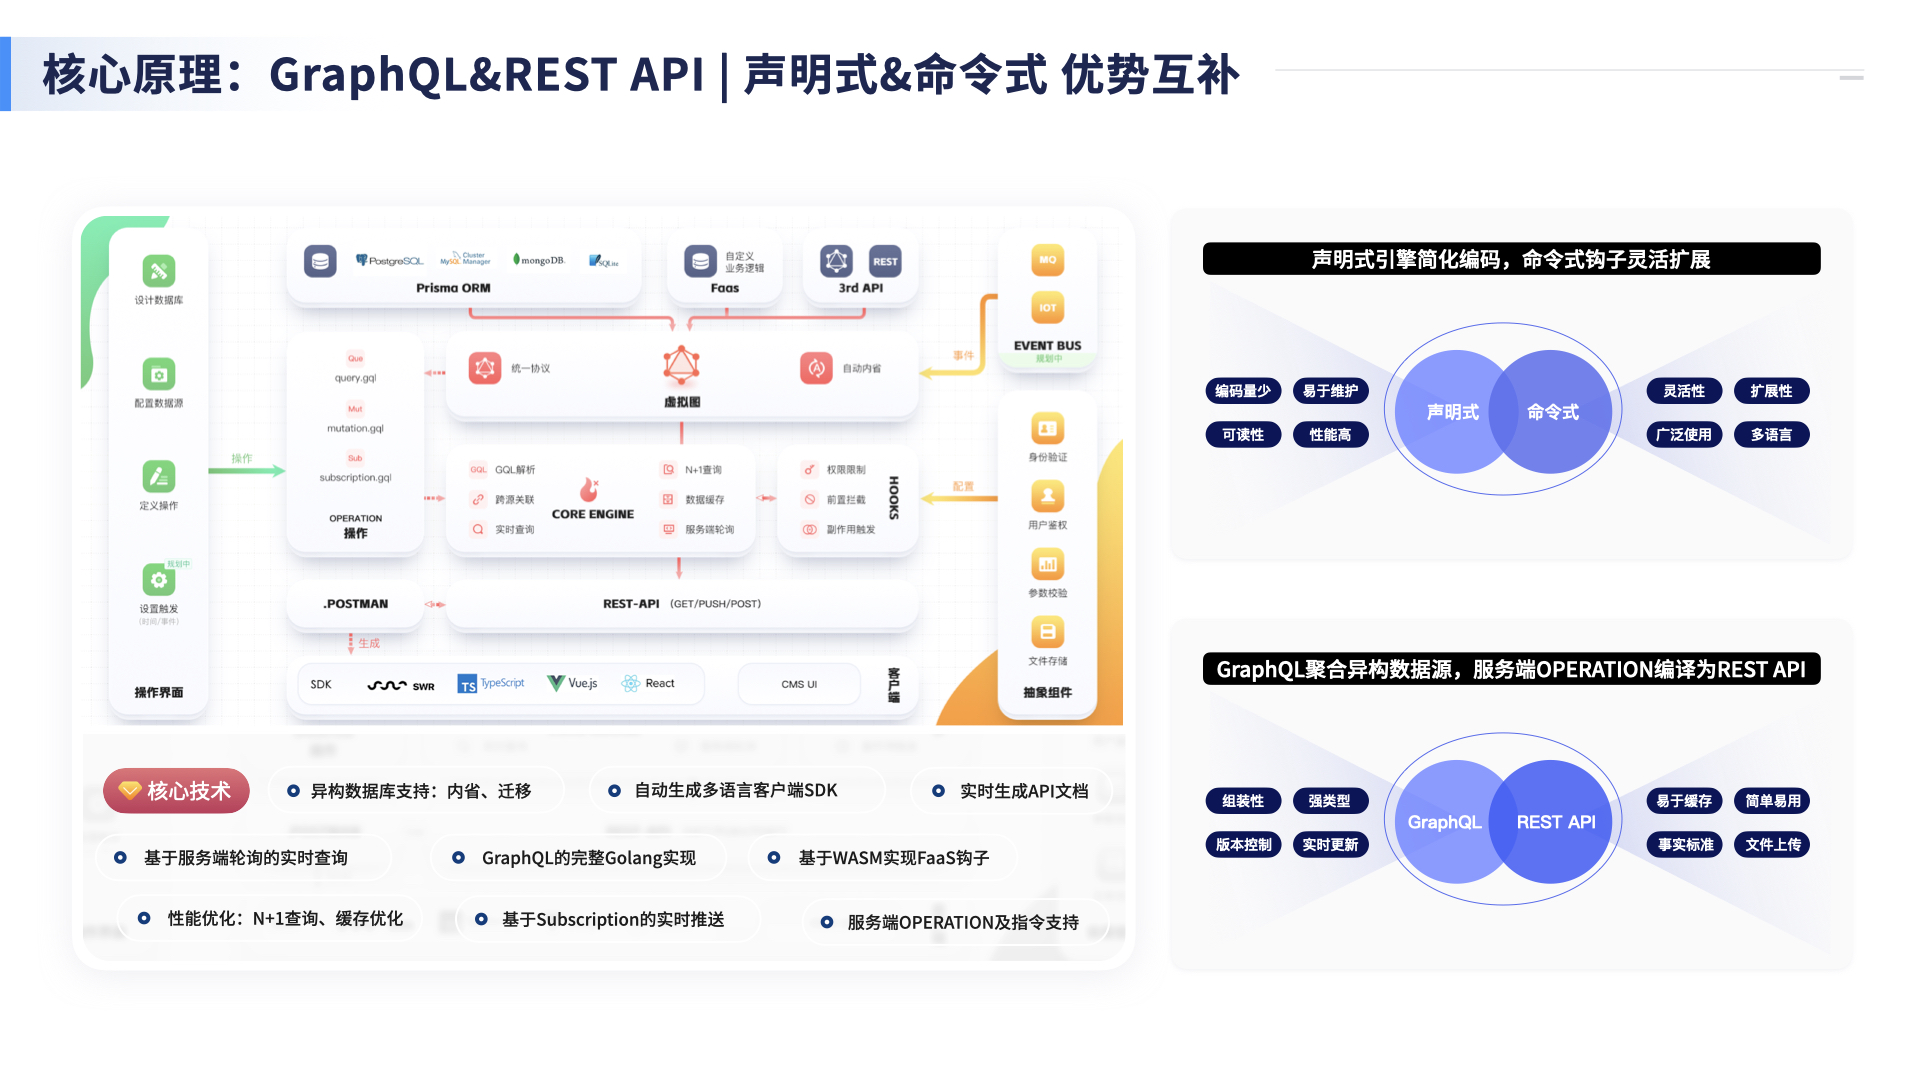 核心原理：GraphQL&REST API | 声明式&命令式 优势互补
设计数据库
配置数据源
定义操作
规划中
设置触发
(时间/事件)
操作界面
操作
PostgreSQL
Cluster
MySQL Manager
mongoDB.
SQLite
Prisma ORM
自定义
业务逻辑
Faas
REST
3rd API
Que
query.gql
Mut
mutation.gql
Sub
subscription.gql
OPERATION
操作
统一协议
虚拟图
自动内省
GQL GQL解析
跨源关联
实时查询
CORE ENGINE
N+1查询
数据缓存
服务端轮询
权限限制
前置拦截
副作用触发
HOOKS
.POSTMAN
REST-API (GET/PUSH/POST)
生成
SDK
SWR
TS TypeScript
Vue.js
React
CMS UI
客户端
事件
配置
MQ
IOT
EVENT BUS
规划中
身份验证
用户鉴权
参数校验
文件存储
抽象组件
核心技术
异构数据库支持：内省、迁移
自动生成多语言客户端SDK
实时生成API文档
基于服务端轮询的实时查询
GraphQL的完整Golang实现
基于WASM实现FaaS钩子
性能优化：N+1查询、缓存优化
基于Subscription的实时推送
服务端OPERATION及指令支持
声明式引擎简化编码，命令式钩子灵活扩展
编码量少
易于维护
可读性
性能高
声明式
命令式
灵活性
扩展性
广泛使用
多语言
GraphQL聚合异构数据源，服务端OPERATION编译为REST API
组装性
强类型
版本控制
实时更新
GraphQL
REST API
易于缓存
简单易用
事实标准
文件上传